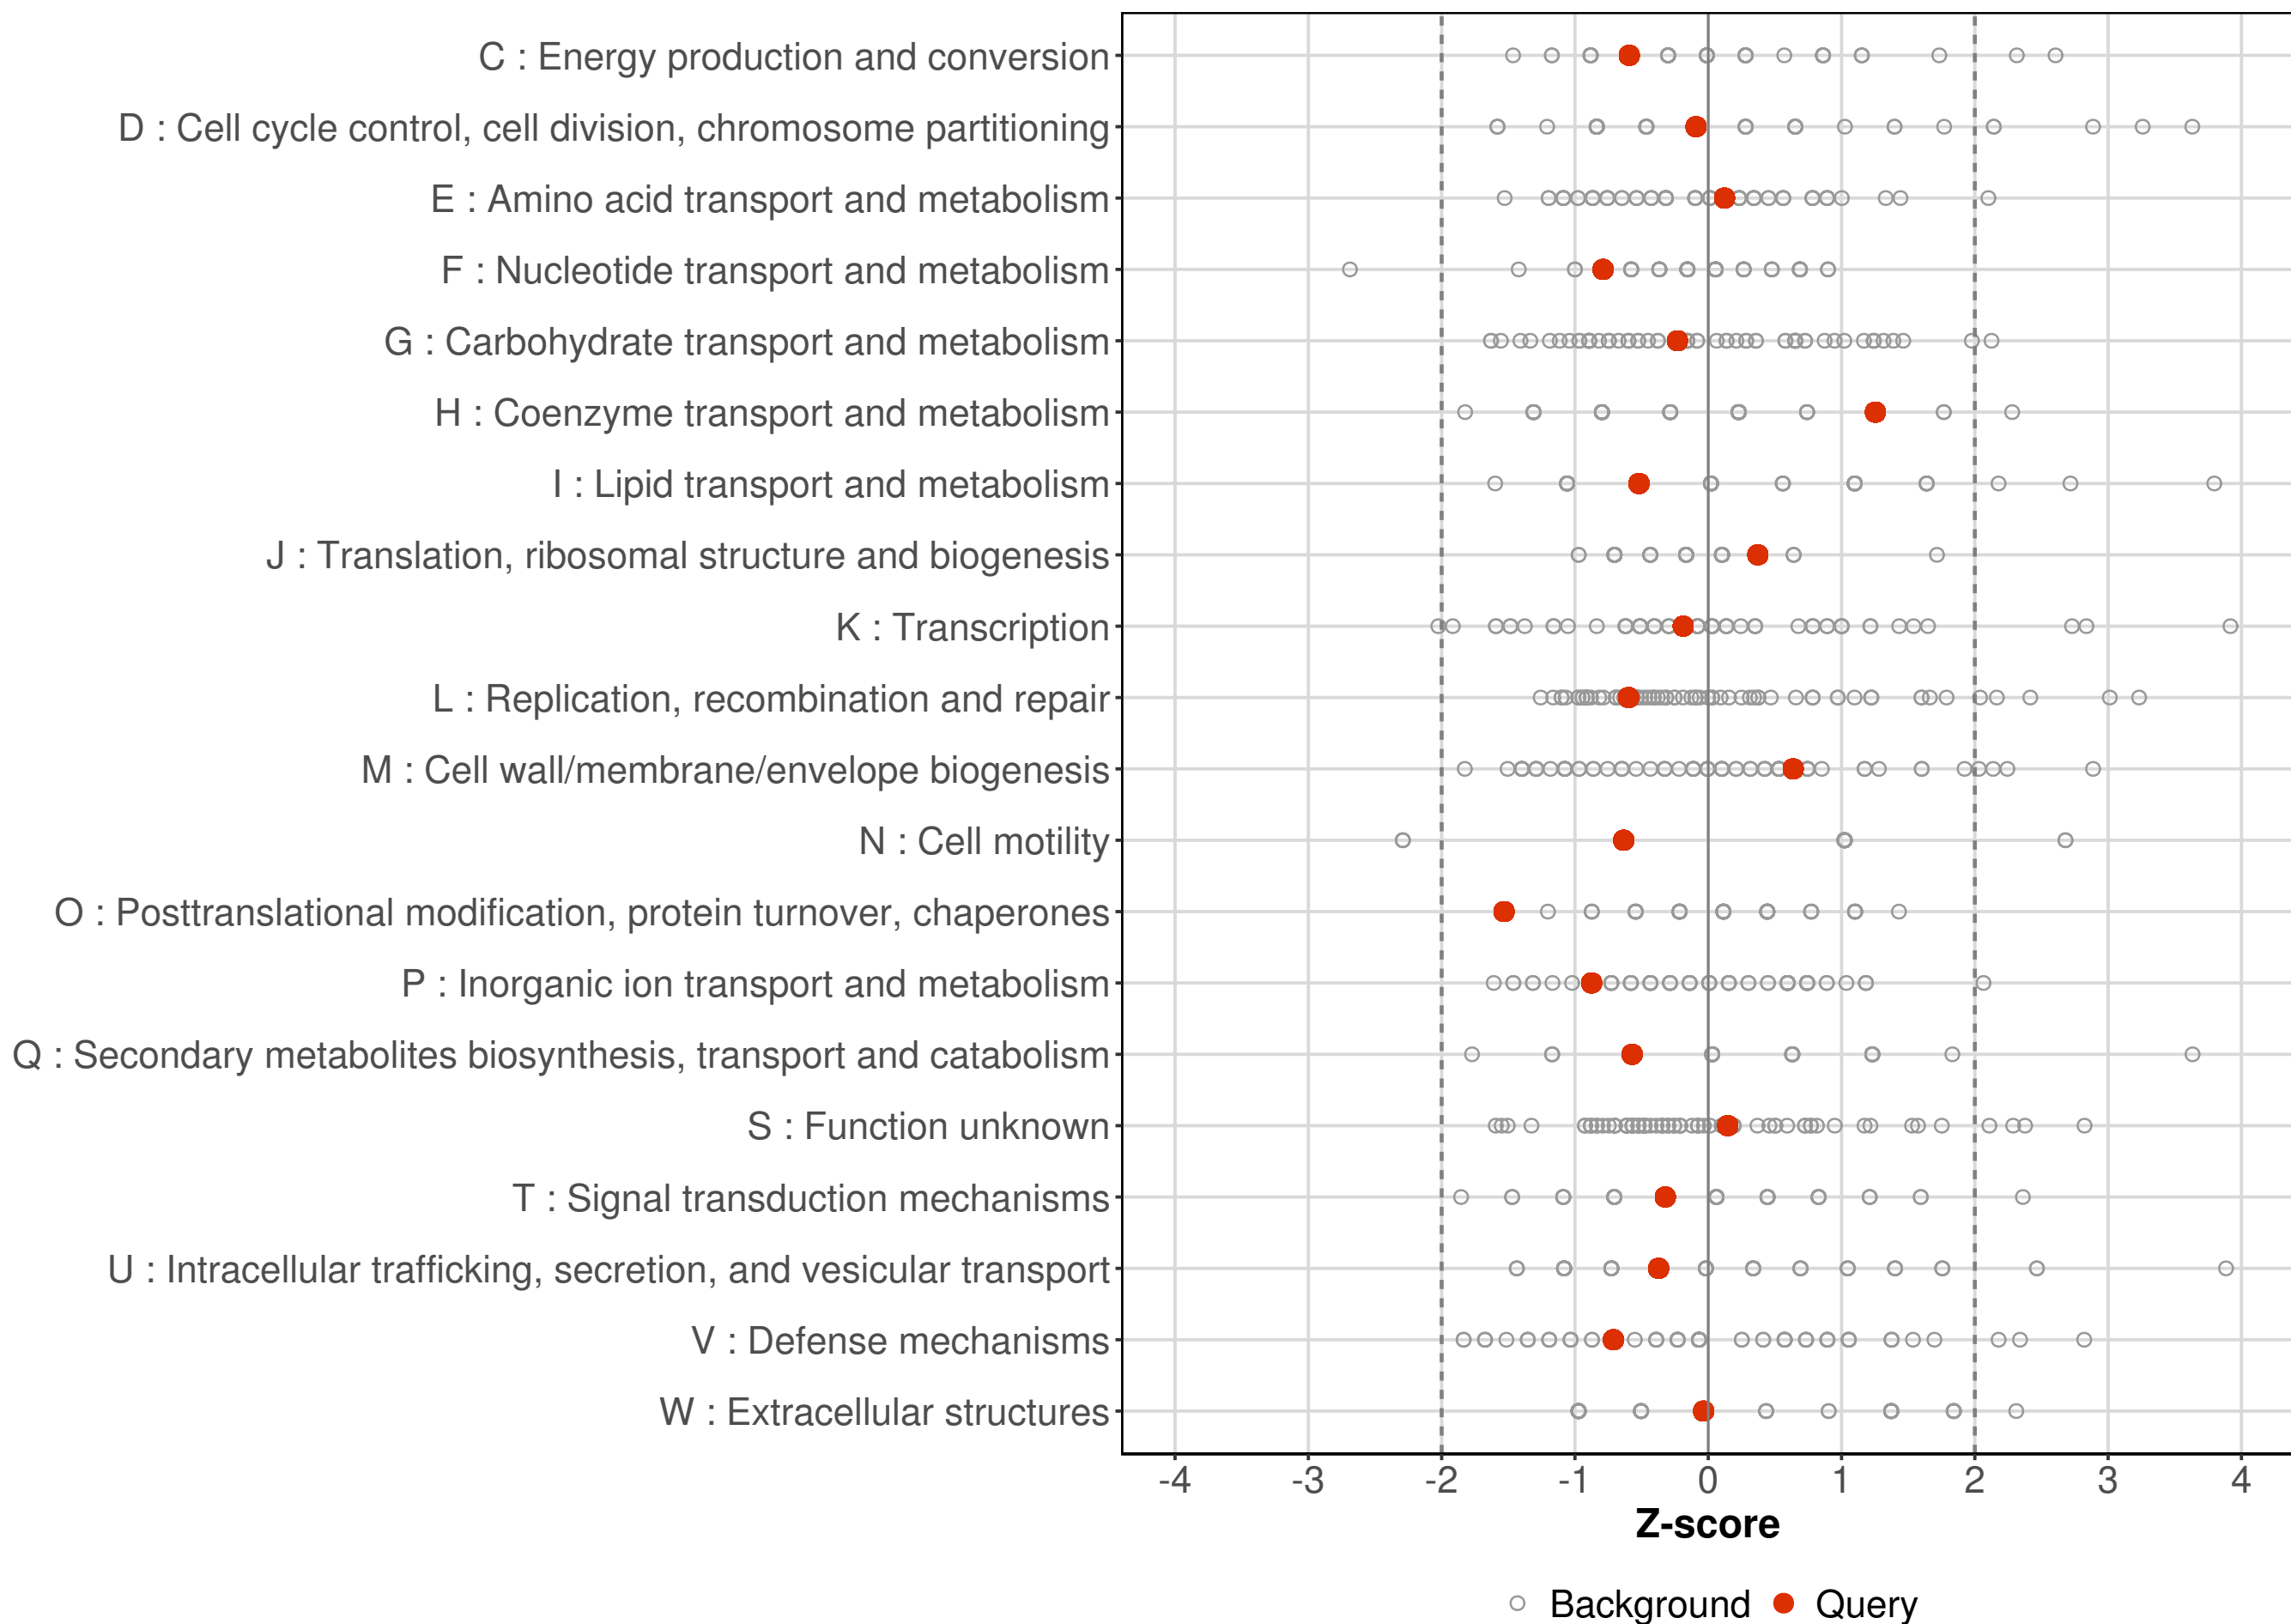 C : Energy production and conversion
D : Cell cycle control, cell division, chromosome partitioning
E : Amino acid transport and metabolism
F : Nucleotide transport and metabolism
G : Carbohydrate transport and metabolism
H : Coenzyme transport and metabolism
I : Lipid transport and metabolism
J : Translation, ribosomal structure and biogenesis
K : Transcription
L : Replication, recombination and repair
M : Cell wall/membrane/envelope biogenesis
N : Cell motility
O : Posttranslational modification, protein turnover, chaperones
P : Inorganic ion transport and metabolism
Q : Secondary metabolites biosynthesis, transport and catabolism
S : Function unknown
T : Signal transduction mechanisms
U : Intracellular trafficking, secretion, and vesicular transport
V : Defense mechanisms
W : Extracellular structures
-4 -3 -2 -1 0 1 2 3 4
Z-score
Background Query